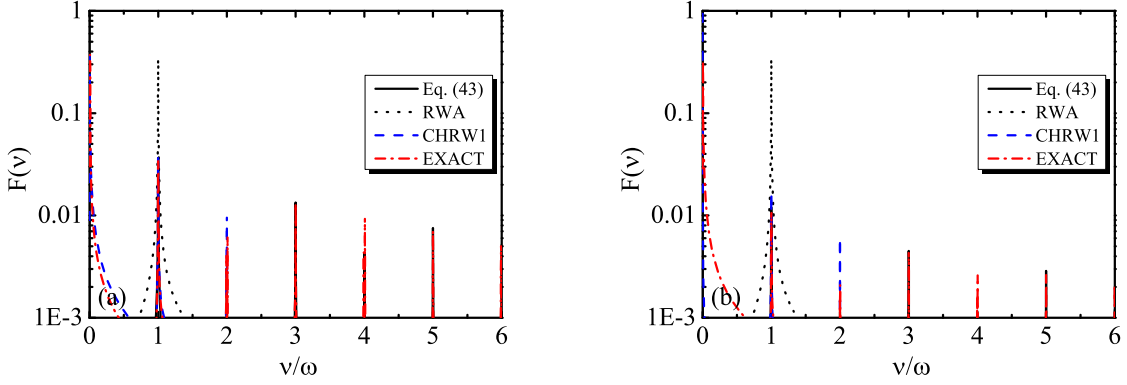 1
0.1
0.01
1E-3
F(ν)
Eq. (43)
RWA
CHRW1
EXACT
(a)
0 1 2 3 4 5 6
ν/ω
1
0.1
0.01
1E-3
F(ν)
Eq. (43)
RWA
CHRW1
EXACT
(b)
0 1 2 3 4 5 6
ν/ω